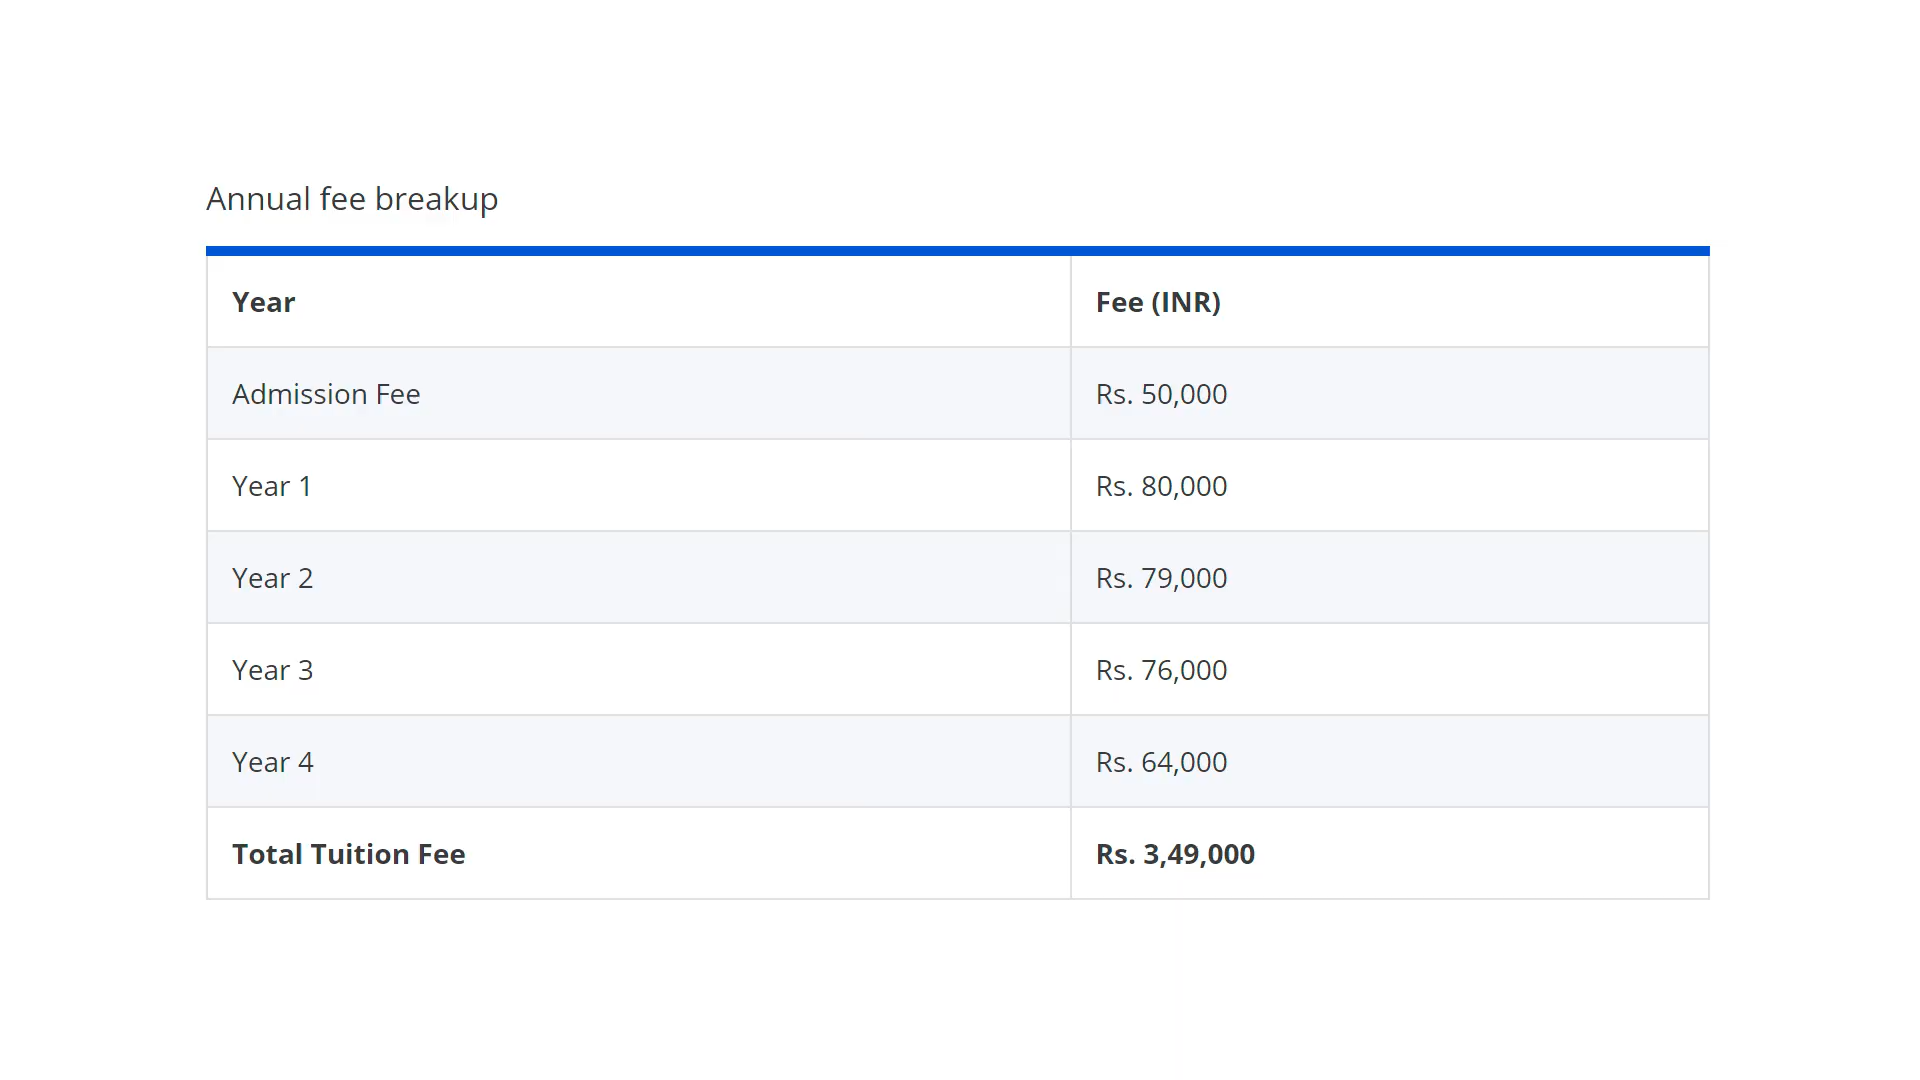 Annual fee breakup
Year Fee (INR)
Admission Fee Rs. 50,000
Year 1 Rs. 80,000
Year 2 Rs. 79,000
Year 3 Rs. 76,000
Year 4 Rs. 64,000
Total Tuition Fee Rs. 3,49,000